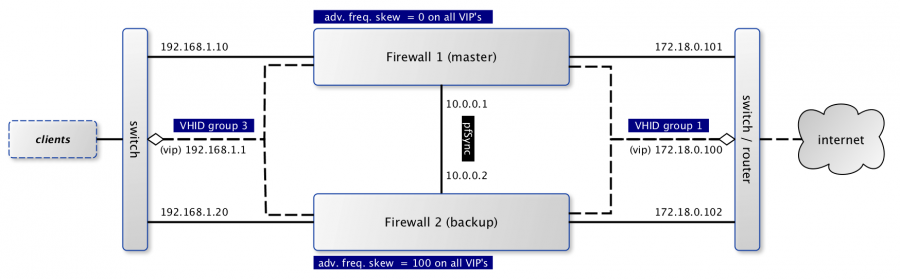 adv. freq. skew = 0 on all VIP's
192.168.1.10
Firewall 1 (master)
172.18.0.101
10.0.0.1
clients
switch
VHID group 3
(vip) 192.168.1.1
pfSync
VHID group 1
(vip) 172.18.0.100
switch / router
internet
10.0.0.2
192.168.1.20
Firewall 2 (backup)
172.18.0.102
adv. freq. skew = 100 on all VIP's